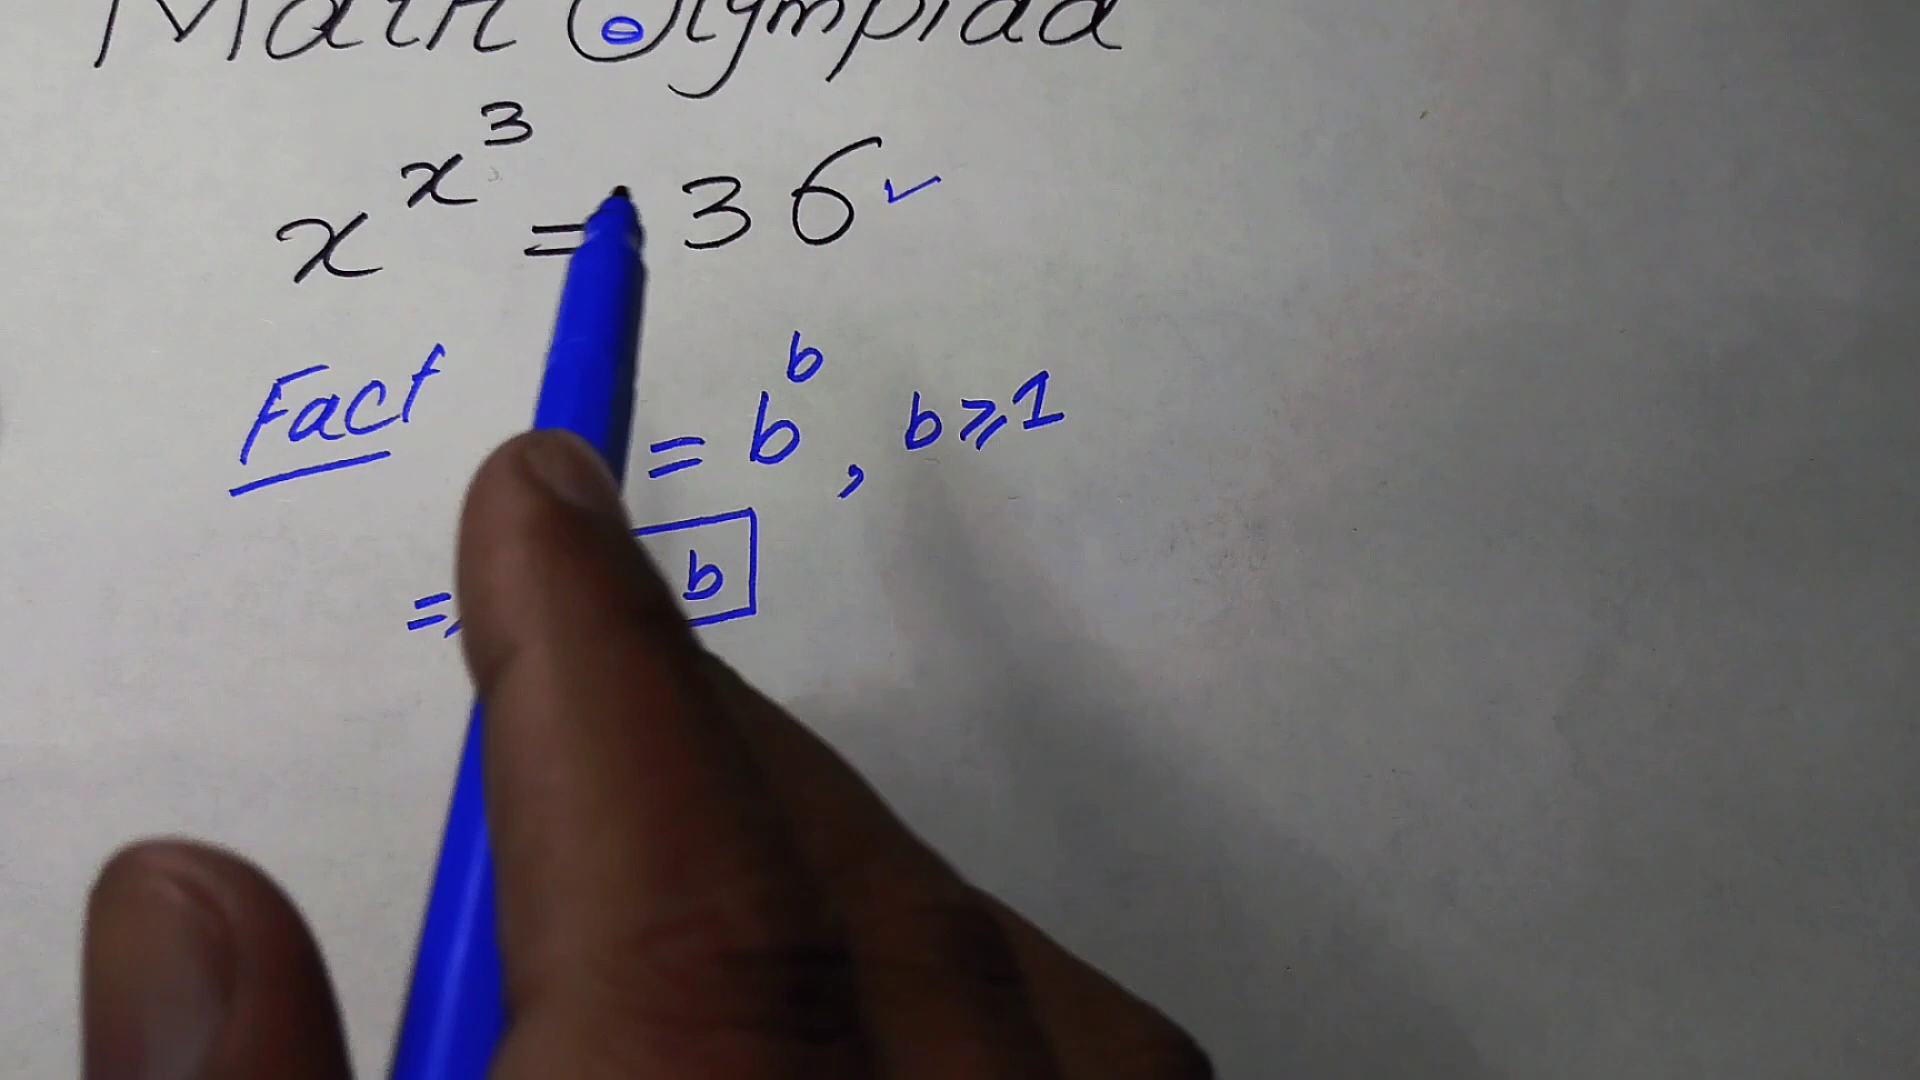 Math Olympiad
x^x^3 = 36 ✓
Fact = b^b, b ⩾ 1
=> b